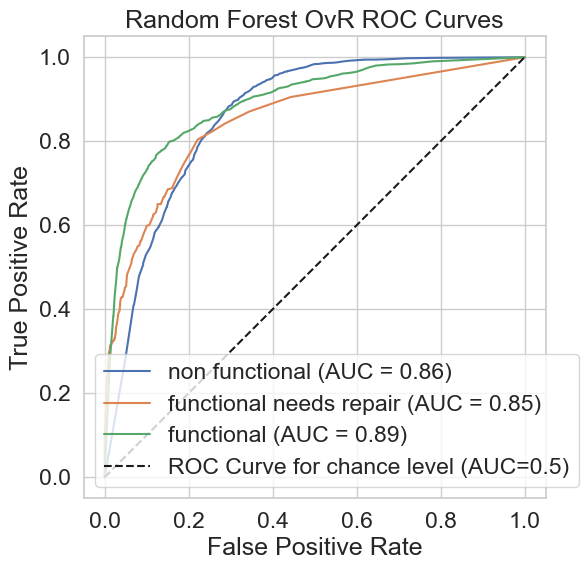 Random Forest OvR ROC Curves
True Positive Rate
1.0
0.8
0.6
0.4
0.2
0.0
non functional (AUC = 0.86)
functional needs repair (AUC = 0.85)
functional (AUC = 0.89)
ROC Curve for chance level (AUC=0.5)
0.0 0.2 0.4 0.6 0.8 1.0
False Positive Rate